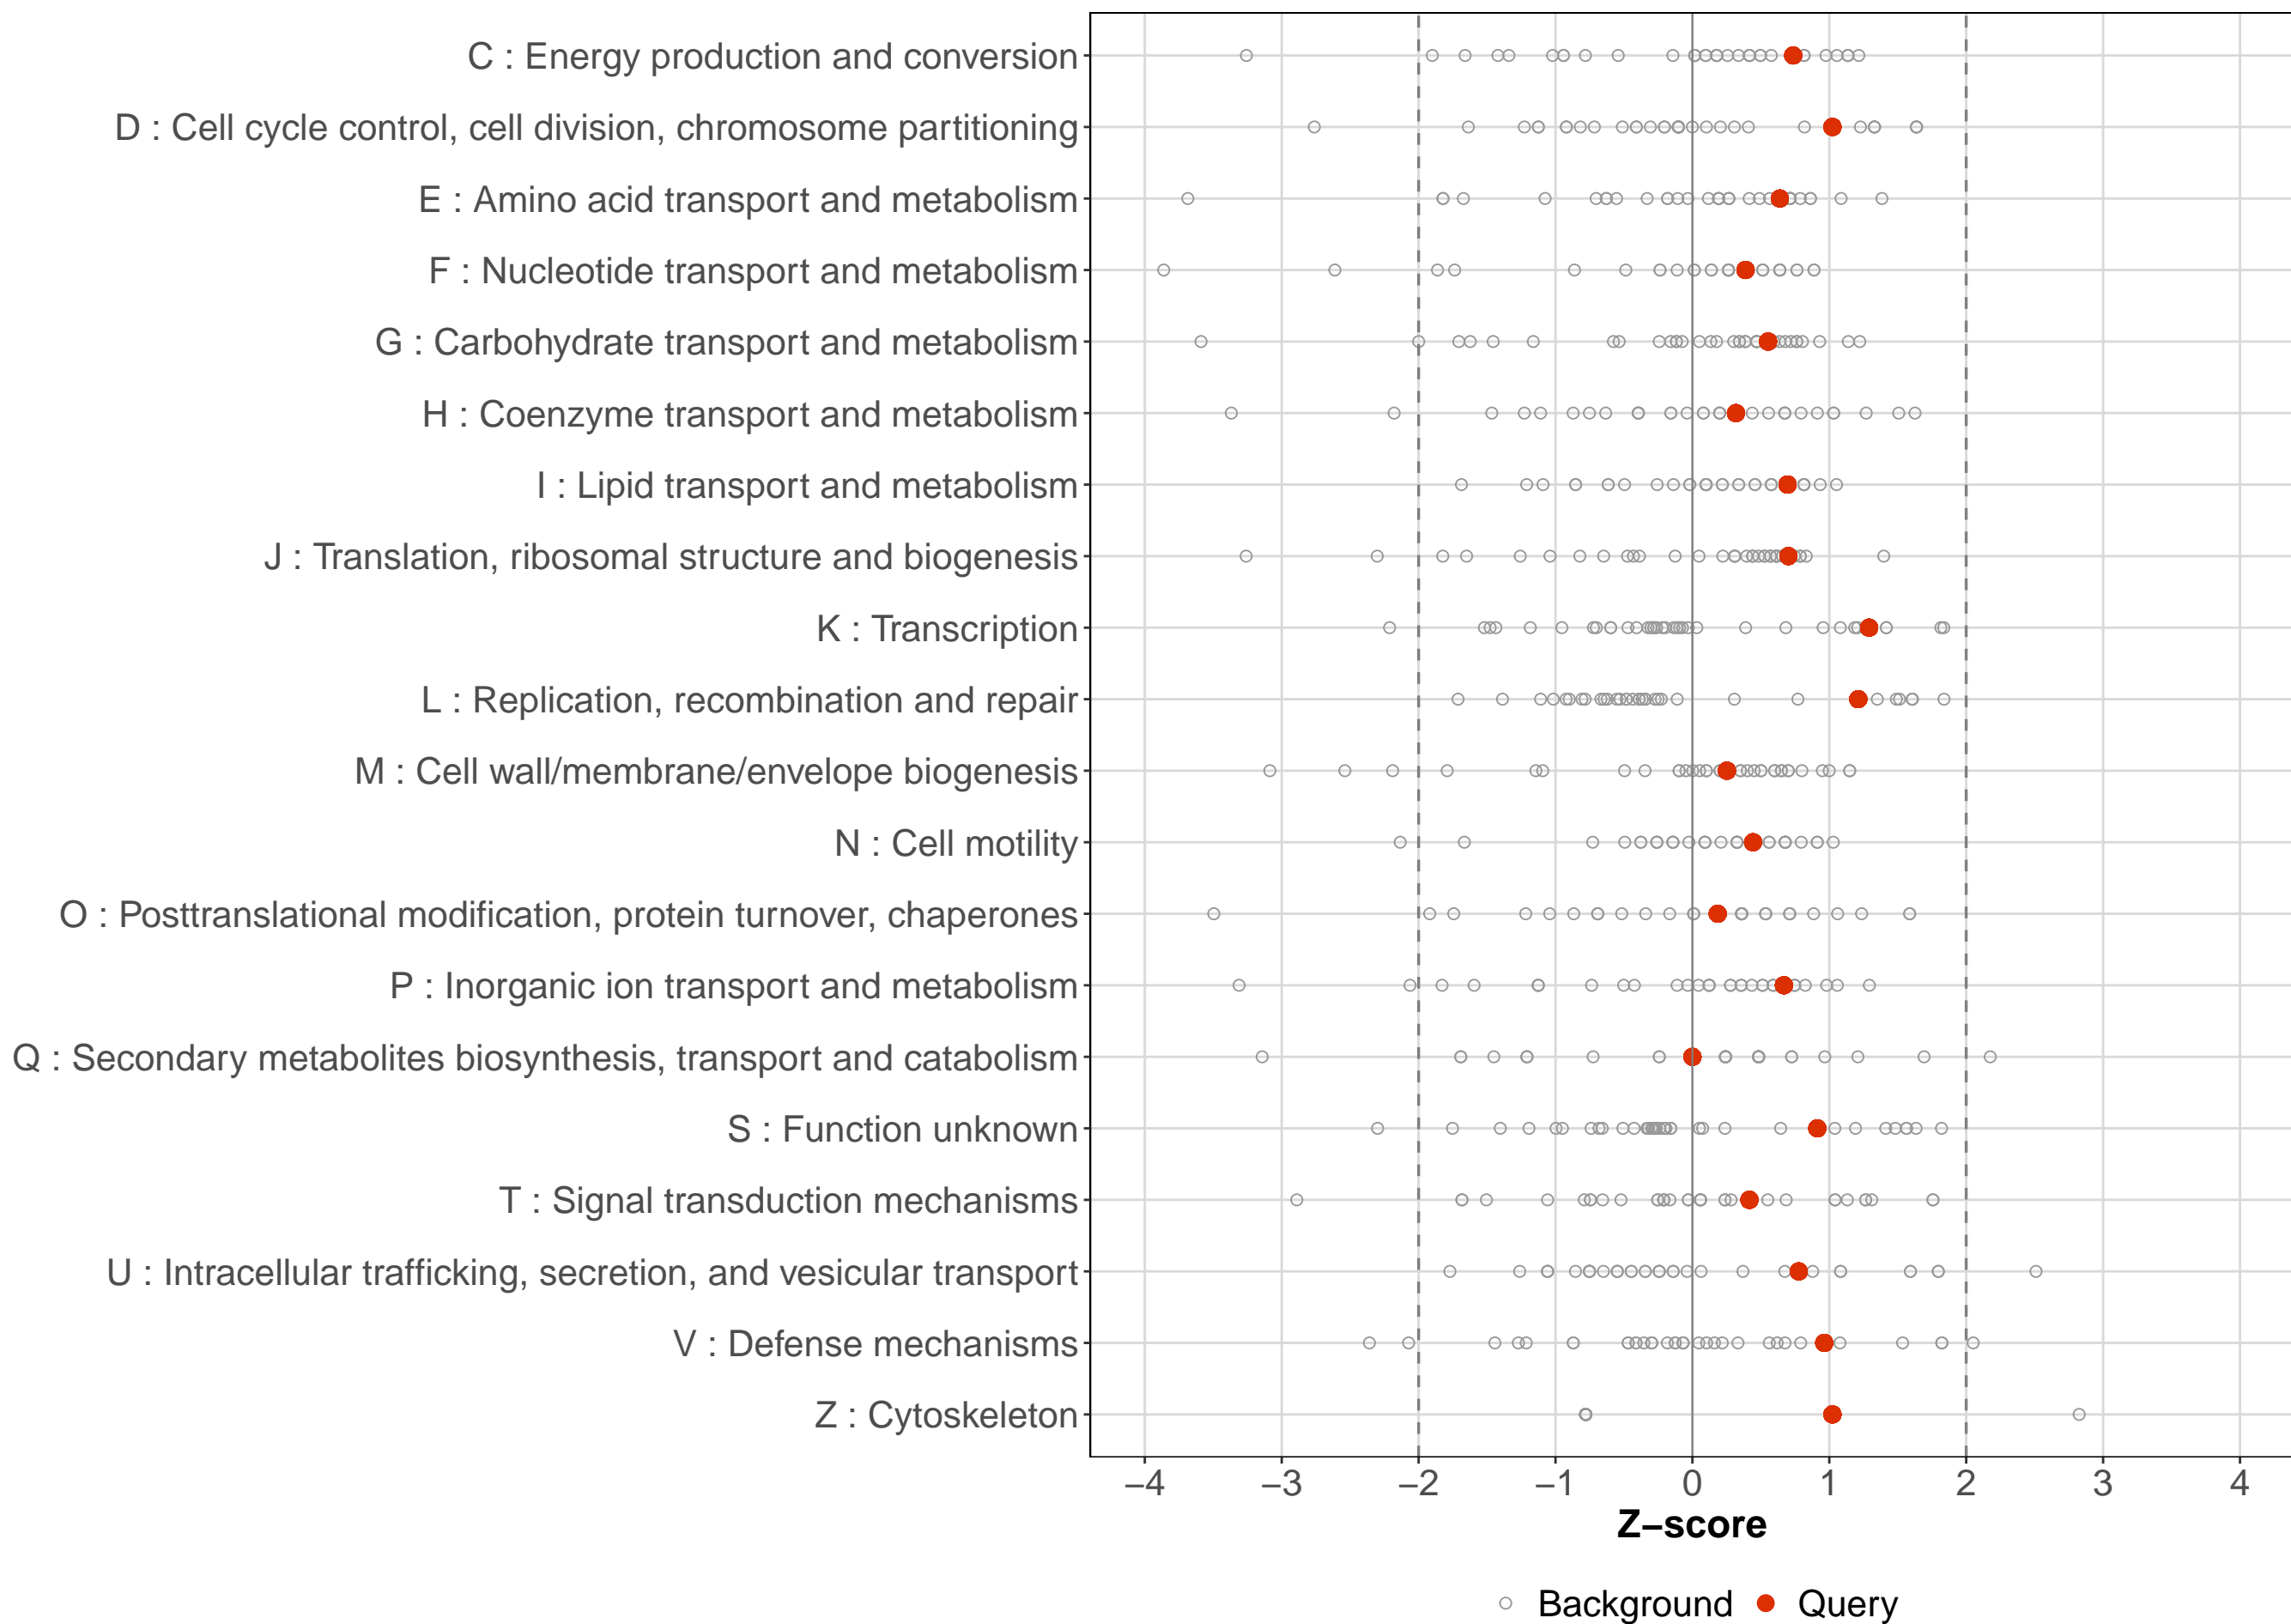 C : Energy production and conversion
D : Cell cycle control, cell division, chromosome partitioning
E : Amino acid transport and metabolism
F : Nucleotide transport and metabolism
G : Carbohydrate transport and metabolism
H : Coenzyme transport and metabolism
I : Lipid transport and metabolism
J : Translation, ribosomal structure and biogenesis
K : Transcription
L : Replication, recombination and repair
M : Cell wall/membrane/envelope biogenesis
N : Cell motility
O : Posttranslational modification, protein turnover, chaperones
P : Inorganic ion transport and metabolism
Q : Secondary metabolites biosynthesis, transport and catabolism
S : Function unknown
T : Signal transduction mechanisms
U : Intracellular trafficking, secretion, and vesicular transport
V : Defense mechanisms
Z : Cytoskeleton
−4 −3 −2 −1 0 1 2 3 4
Z−score
Background Query